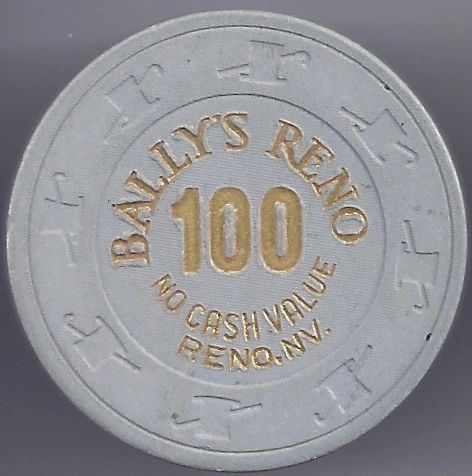 BALLY'S RENO
100
NO CASH VALUE
RENO, NV.